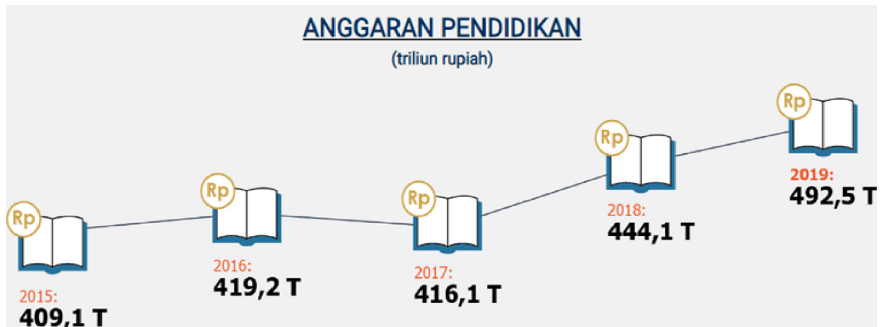 ANGGARAN PENDIDIKAN
(triliun rupiah)
Rp
2015:
409,1 T
Rp
2016:
419,2 T
Rp
2017:
416,1 T
Rp
2018:
444,1 T
Rp
2019:
492,5 T